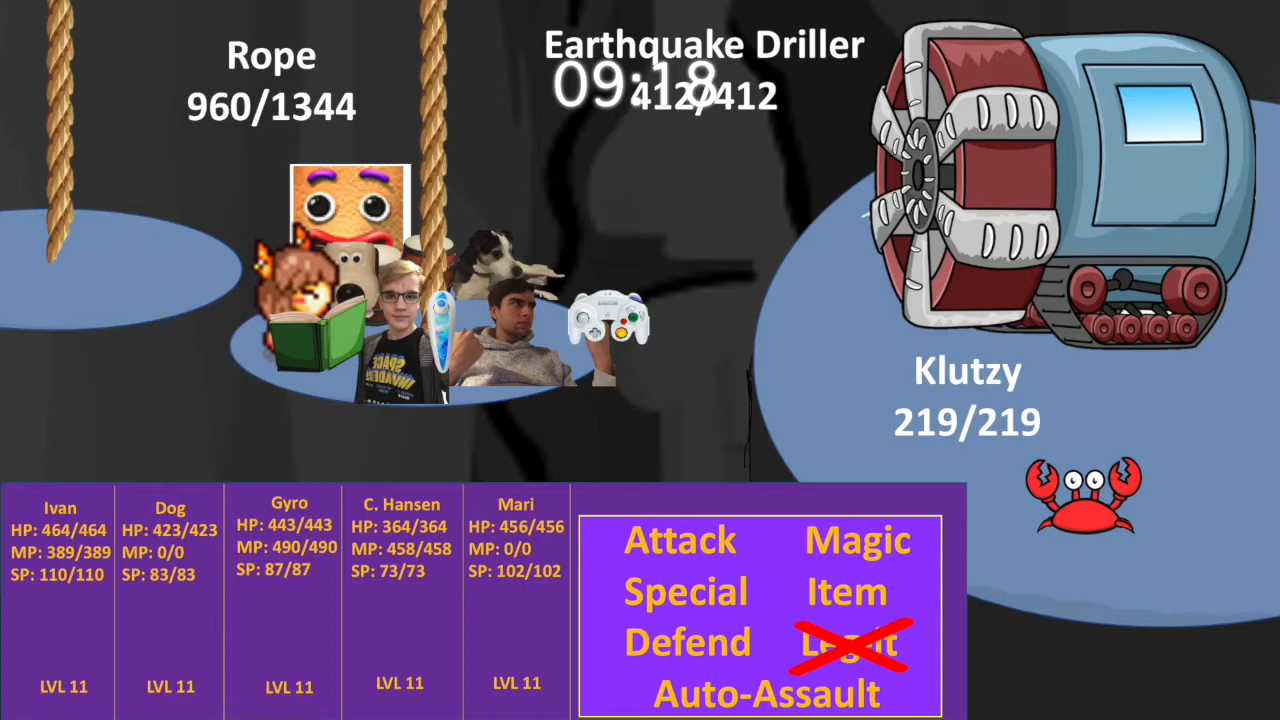 Rope
960/1344
Earthquake Driller
09:18
412/412
Klutzy
219/219
SPACE
INVADERS
Ivan
HP: 464/464
MP: 389/389
SP: 110/110
LVL 11
Dog
HP: 423/423
MP: 0/0
SP: 83/83
LVL 11
Gyro
HP: 443/443
MP: 490/490
SP: 87/87
LVL 11
C. Hansen
HP: 364/364
MP: 458/458
SP: 73/73
LVL 11
Mari
HP: 456/456
MP: 0/0
SP: 102/102
LVL 11
Attack Magic
Special Item
Defend
Auto-Assault